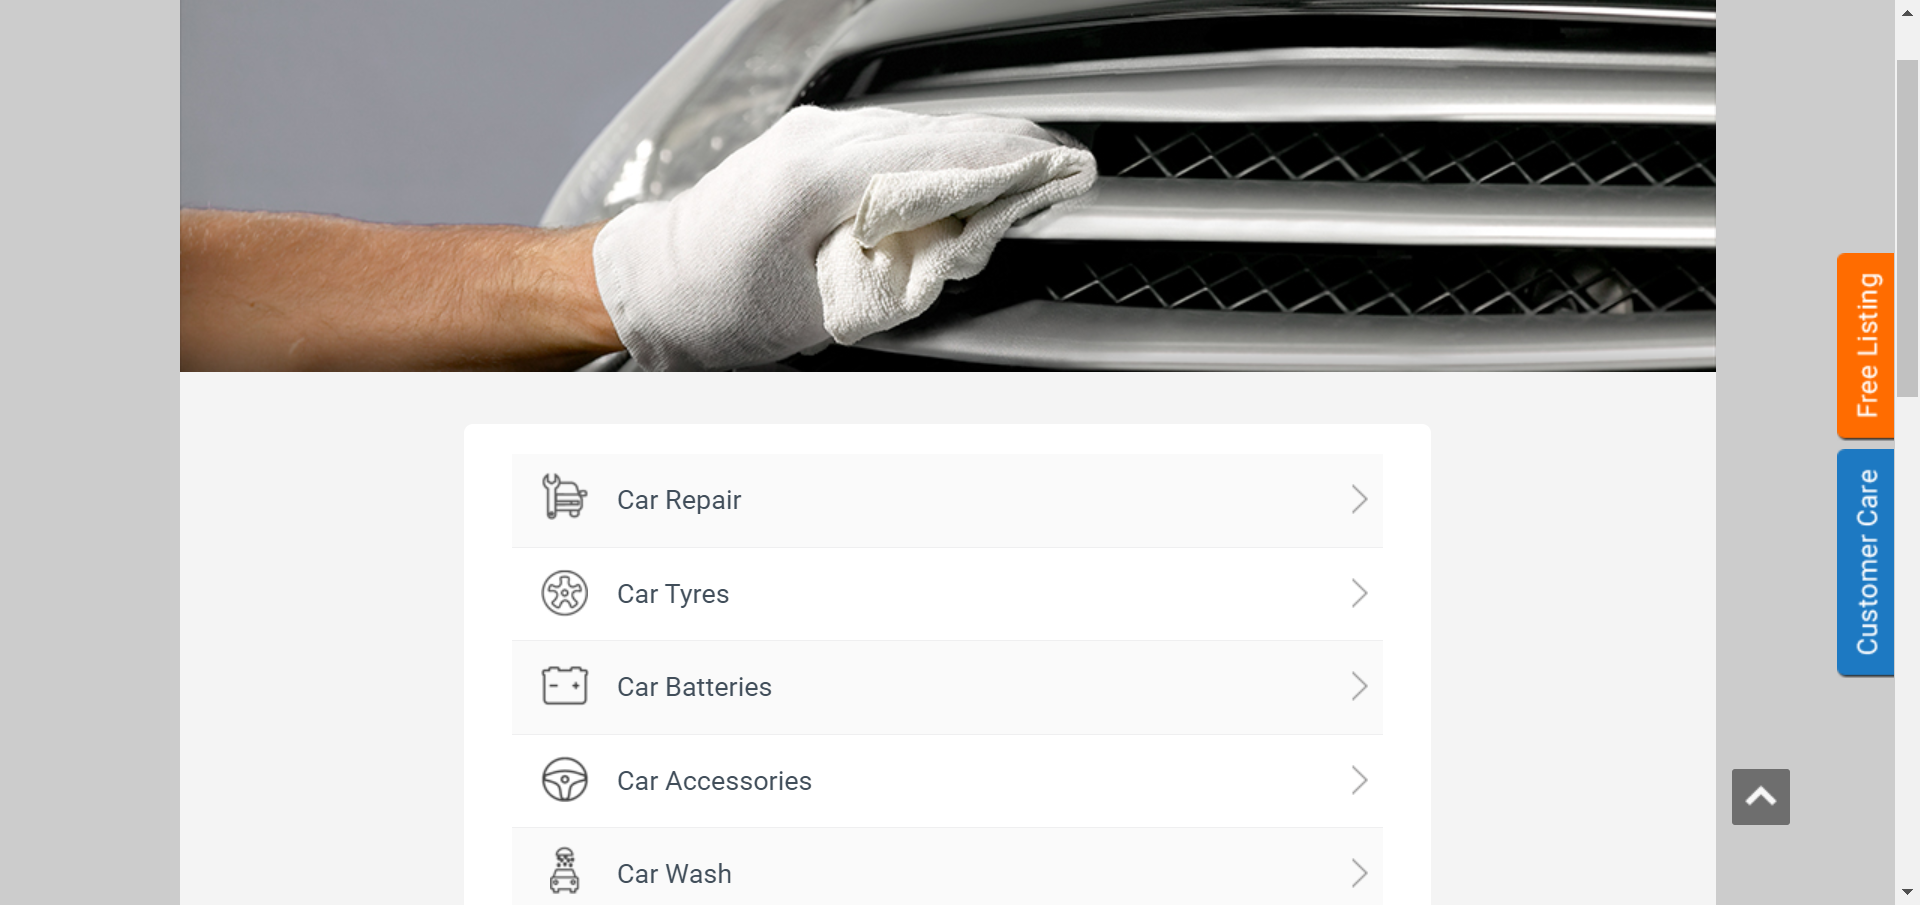 Free Listing
Customer Care
Car Repair
Car Tyres
Car Batteries
Car Accessories
Car Wash